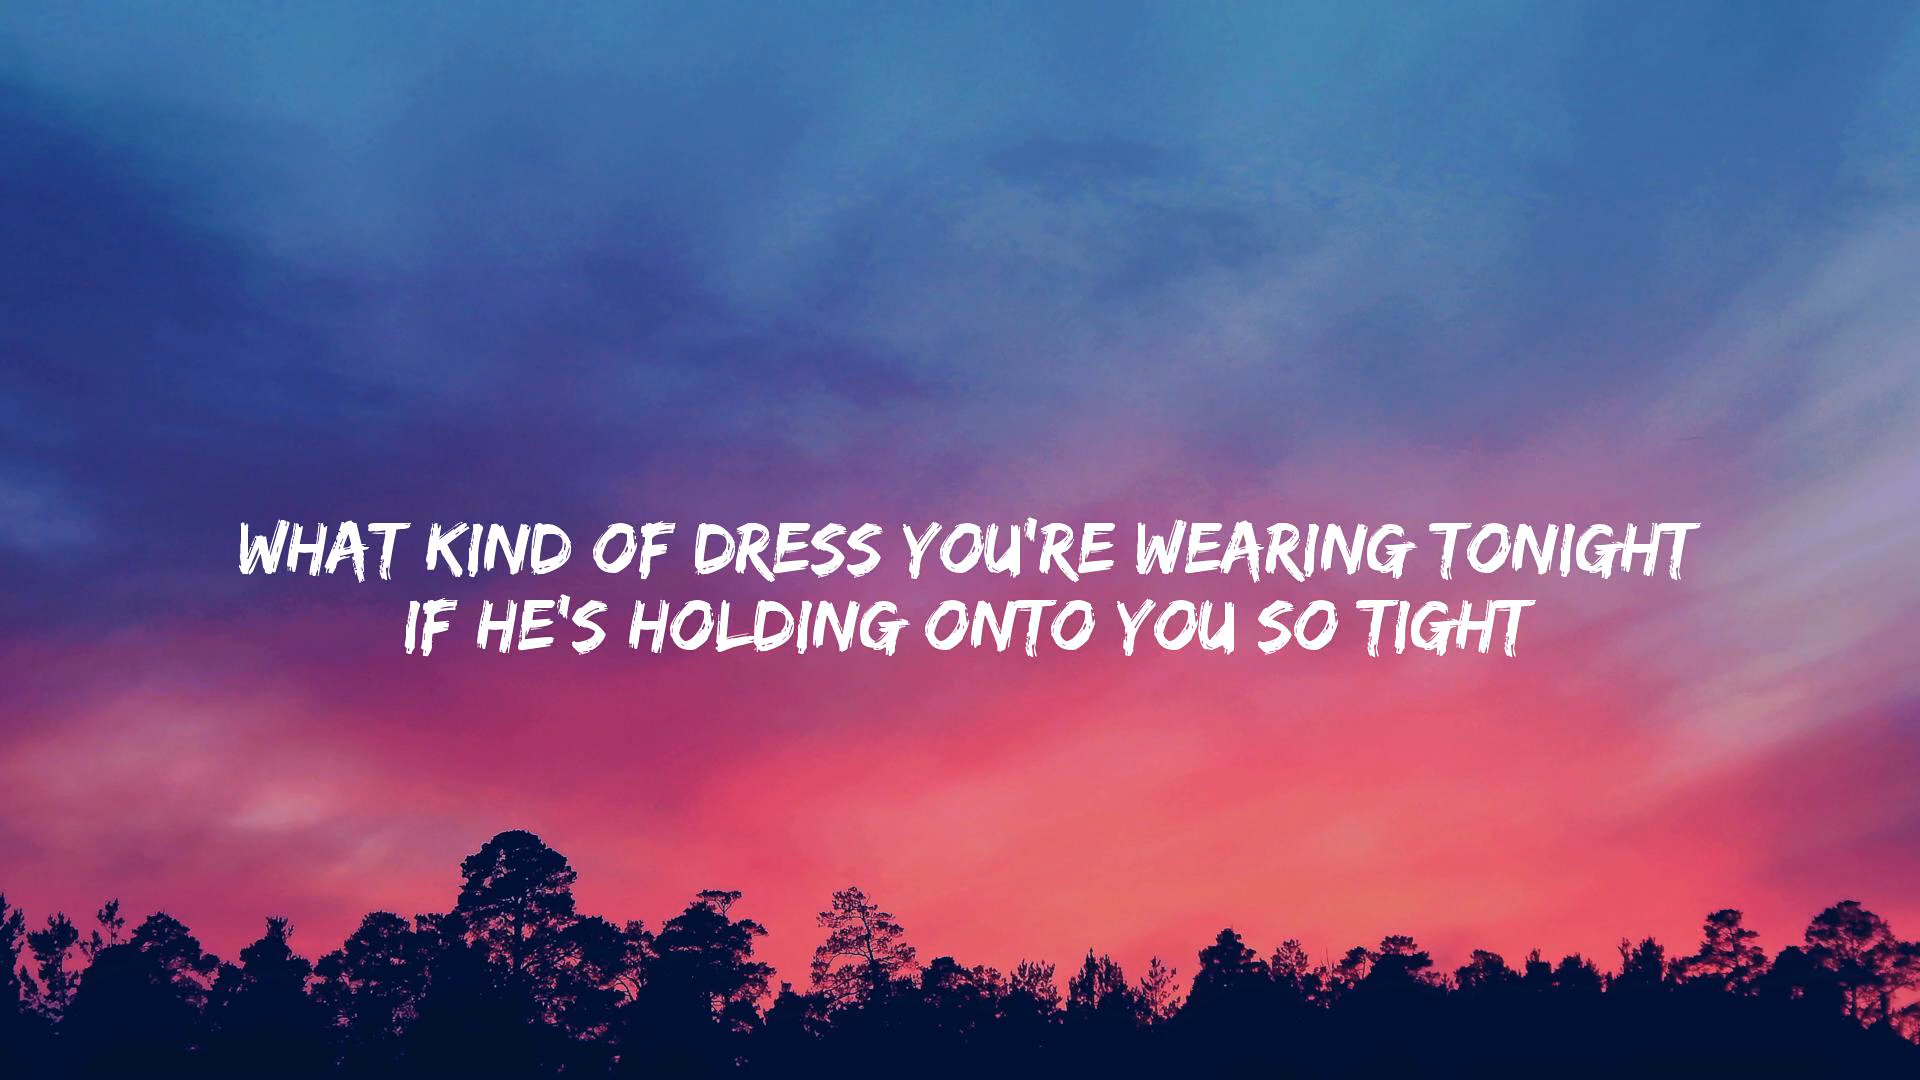 WHAT KIND OF DRESS YOU'RE WEARING TONIGHT
IF HE'S HOLDING ONTO YOU SO TIGHT